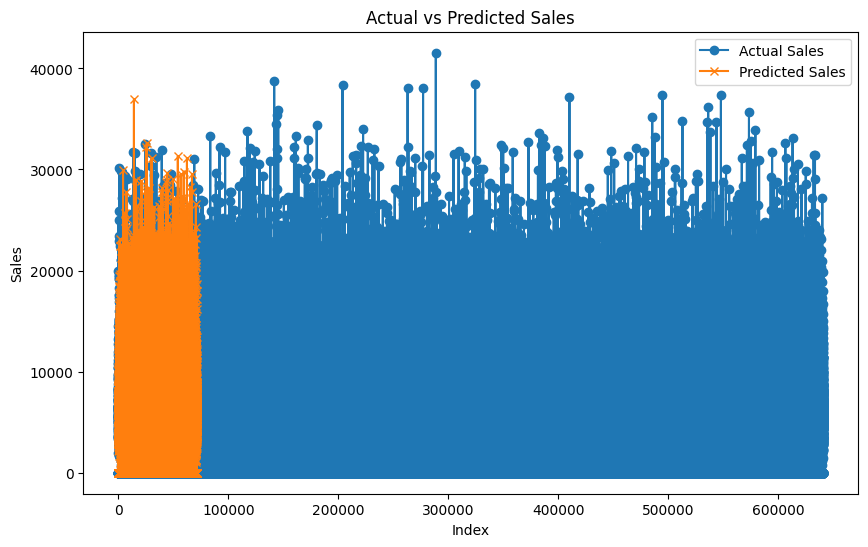 Actual vs Predicted Sales
Actual Sales
Predicted Sales
40000
30000
20000
10000
0
Sales
0 100000 200000 300000 400000 500000 600000
Index